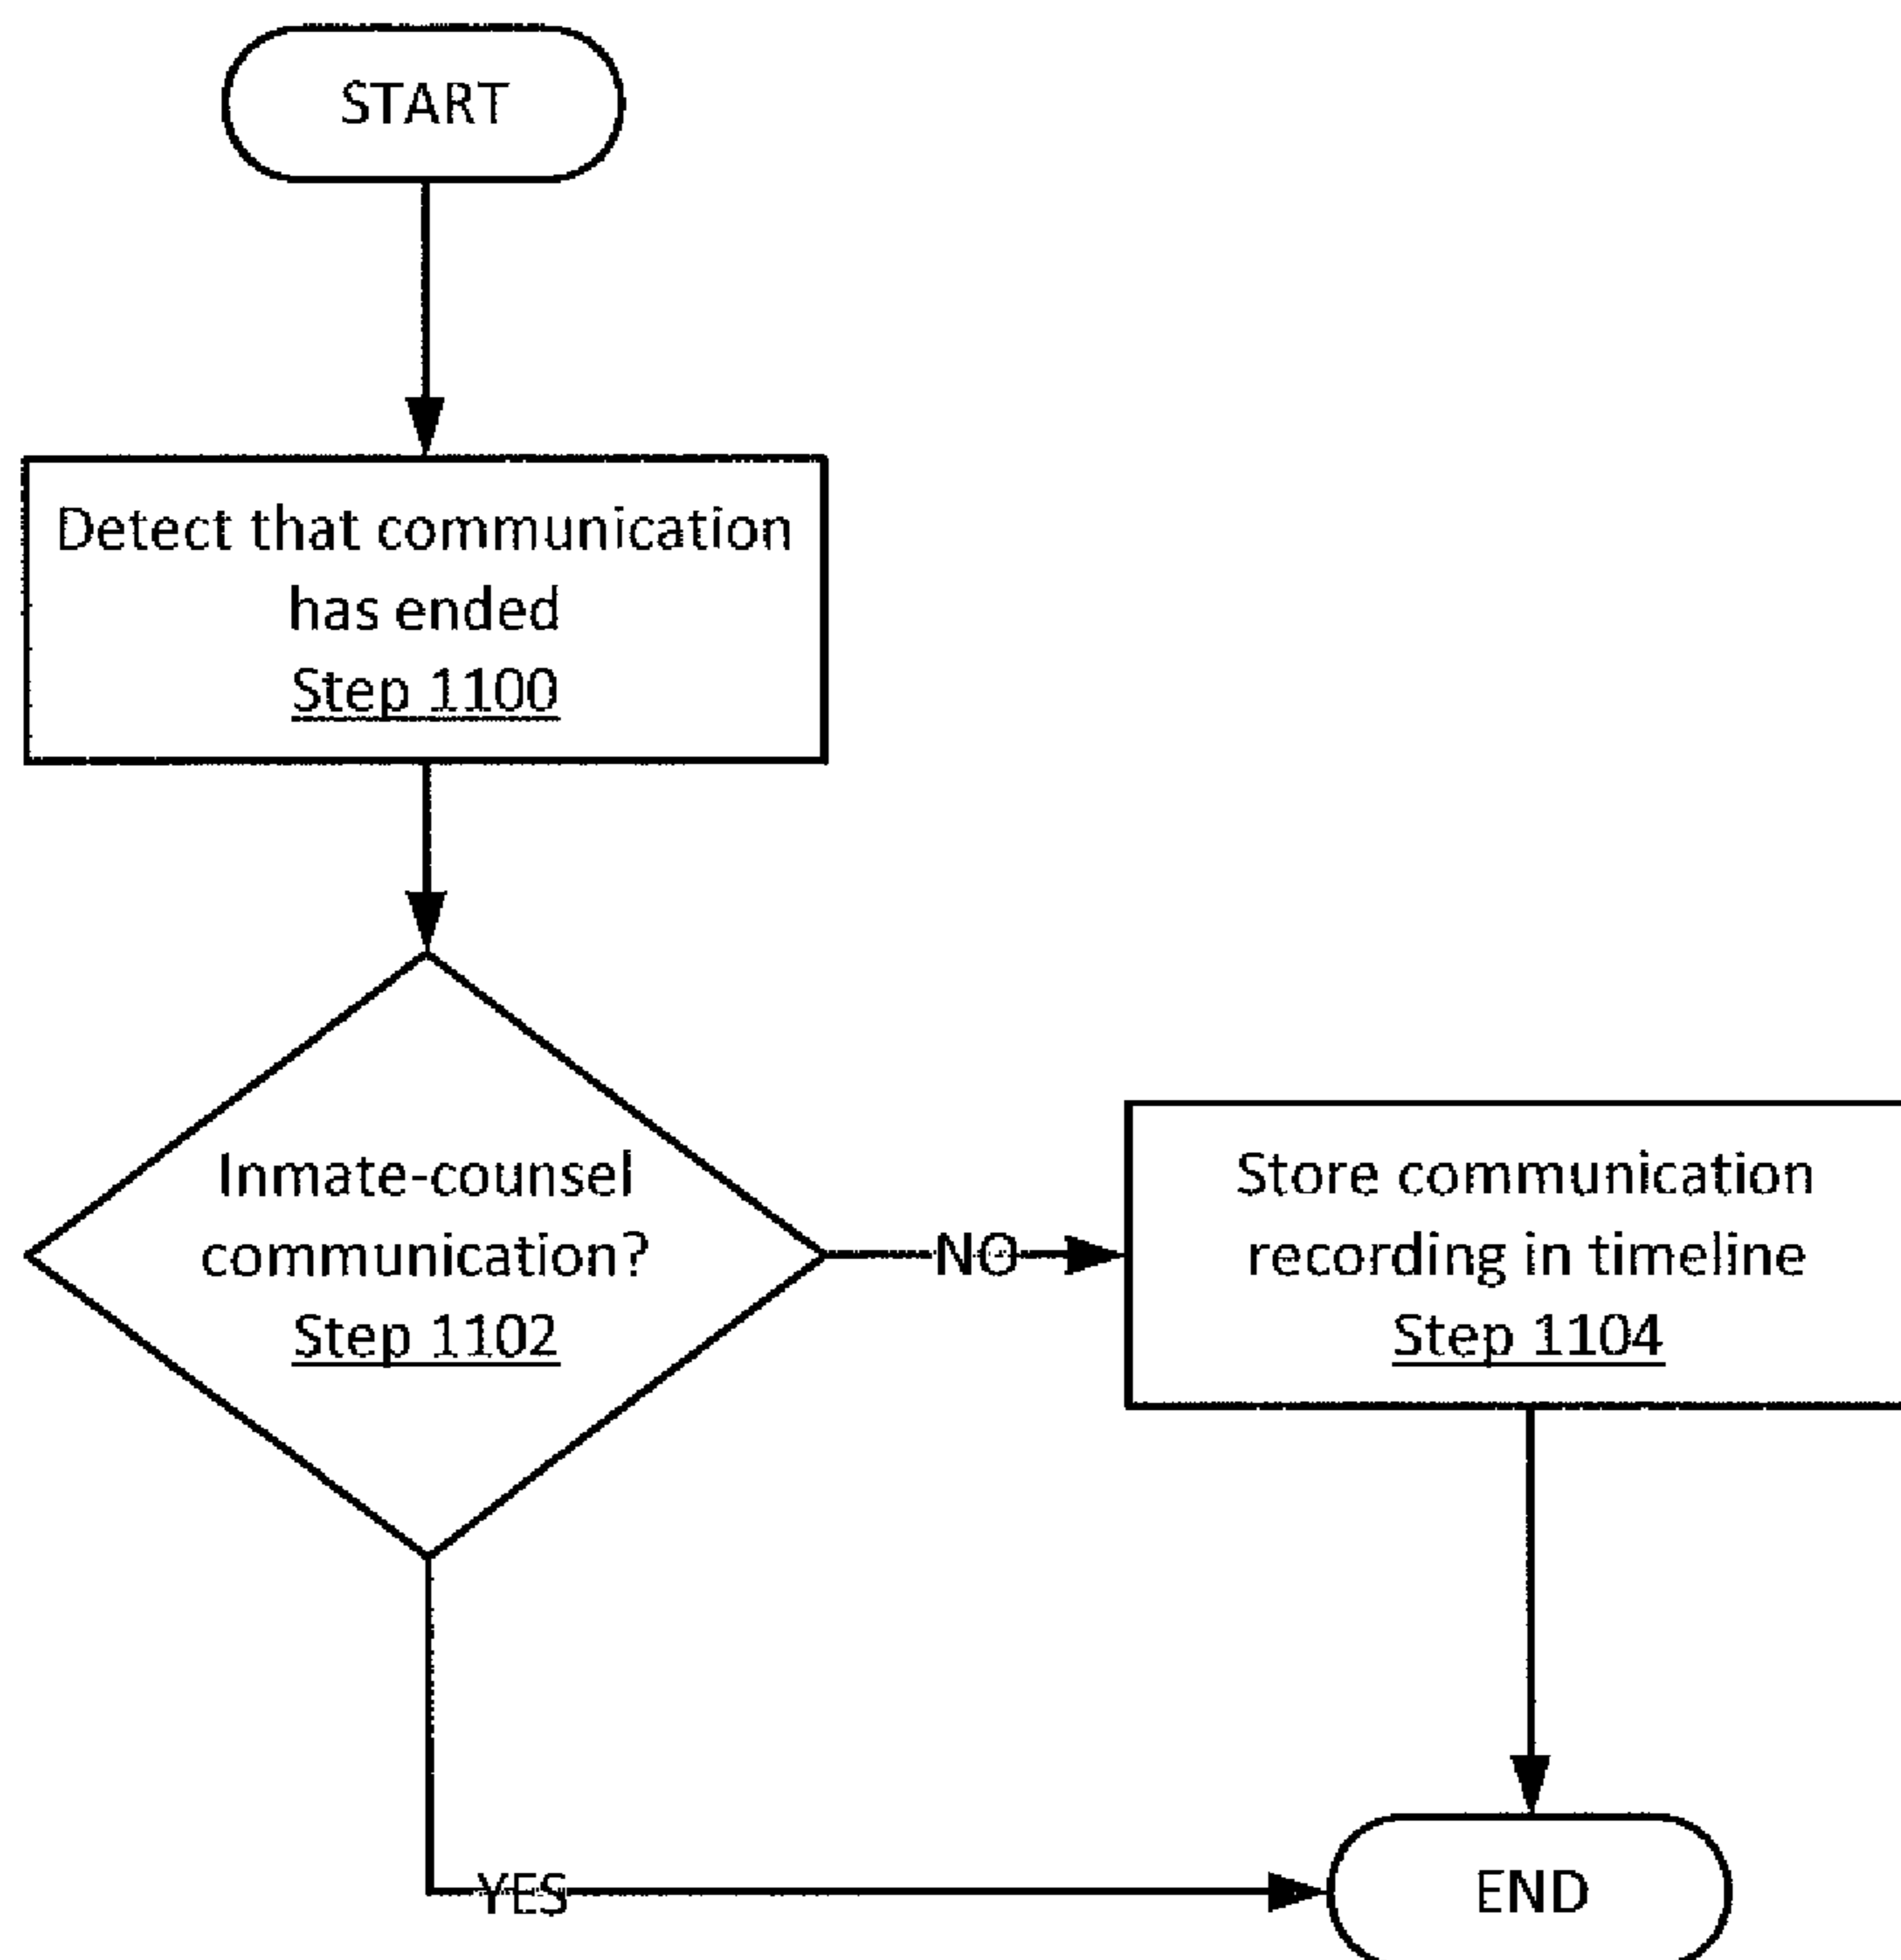 START
Detect that communication
has ended
Step 1100
Inmate-counsel
communication?
Step 1102
NO
Store communication
recording in timeline
Step 1104
YES
END